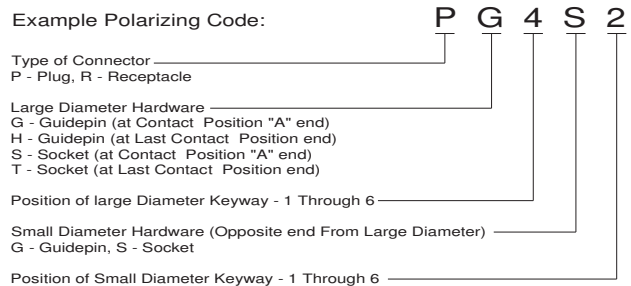 Example Polarizing Code: P G 4 S 2
Type of Connector
P - Plug, R - Receptacle
Large Diameter Hardware
G - Guidepin (at Contact Position "A" end)
H - Guidepin (at Last Contact Position end)
S - Socket (at Contact Position "A" end)
T - Socket (at Last Contact Position end)
Position of large Diameter Keyway - 1 Through 6
Small Diameter Hardware (Opposite end From Large Diameter)
G - Guidepin, S - Socket
Position of Small Diameter Keyway - 1 Through 6